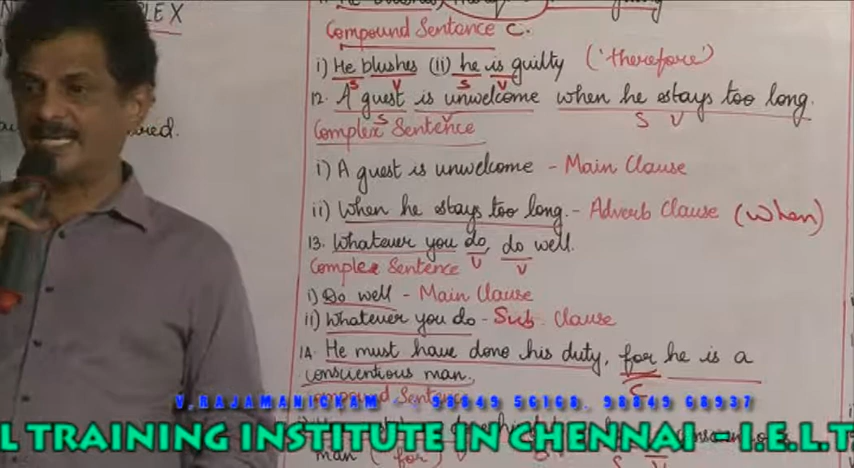 PLEX
Compound Sentence C.
i) He blushes (ii) he is guilty ('therefore')
S V S V
12. A guest is unwelcome when he stays too long.
S V S V
Complex Sentence
i) A guest is unwelcome - Main Clause
ii) When he stays too long. - Adverb Clause (when)
13. Whatever you do, do well.
Complex Sentence V V
i) Do well - Main Clause
ii) Whatever you do - Sub. Clause
14. He must have done his duty, for he is a
conscientious man. C
V.RAJAMANICKAM , 98849 56168, 98849 68937
L TRAINING INSTITUTE IN CHENNAI - I.E.L.T
man (for) V S V